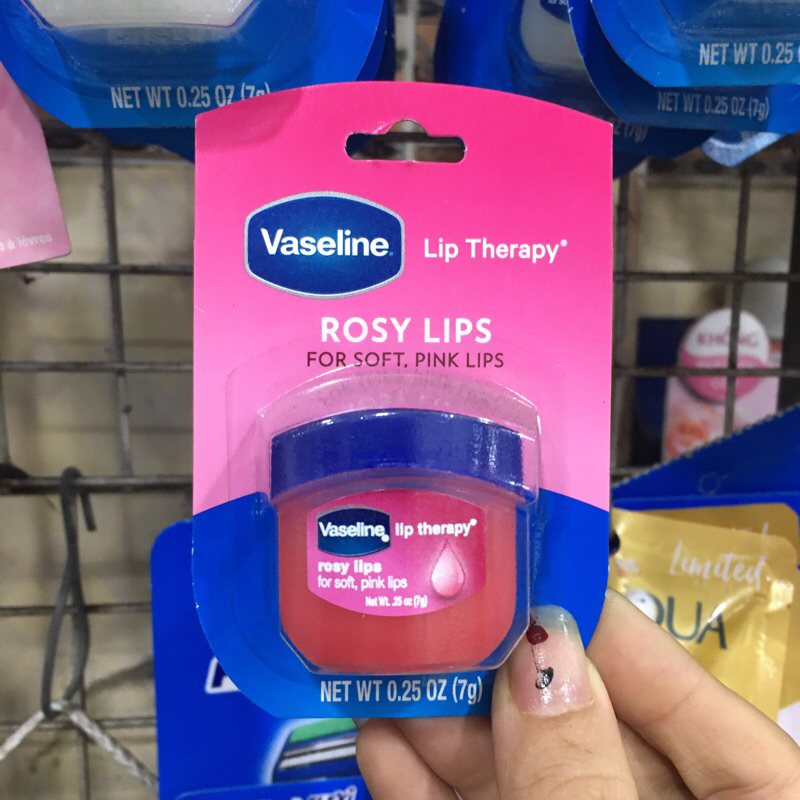 NET WT 0.25 OZ (7g)
NET WT 0.25
NET WT 0.25 OZ (7g)
Vaseline® Lip Therapy®
ROSY LIPS
FOR SOFT, PINK LIPS
à lèvres
Vaseline® lip therapy®
rosy lips
for soft, pink lips
Net Wt. .25 oz (7g)
NET WT 0.25 OZ (7g)
Limited